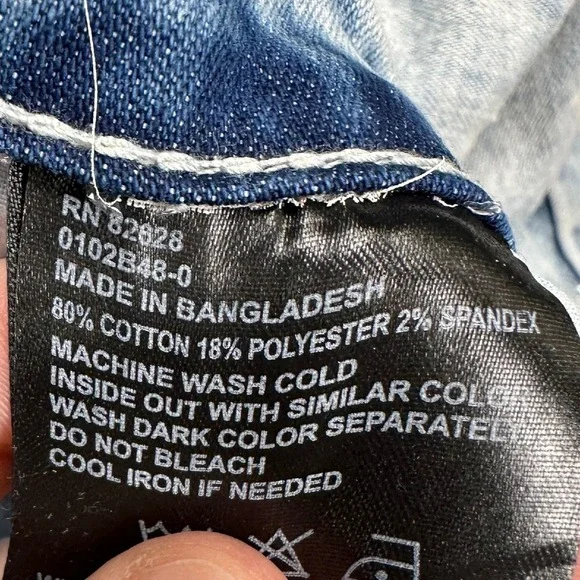 RN 82628
0102B48-0
MADE IN BANGLADESH
80% COTTON 18% POLYESTER 2% SPANDEX
MACHINE WASH COLD
INSIDE OUT WITH SIMILAR COLOR
WASH DARK COLOR SEPARATELY
DO NOT BLEACH
COOL IRON IF NEEDED